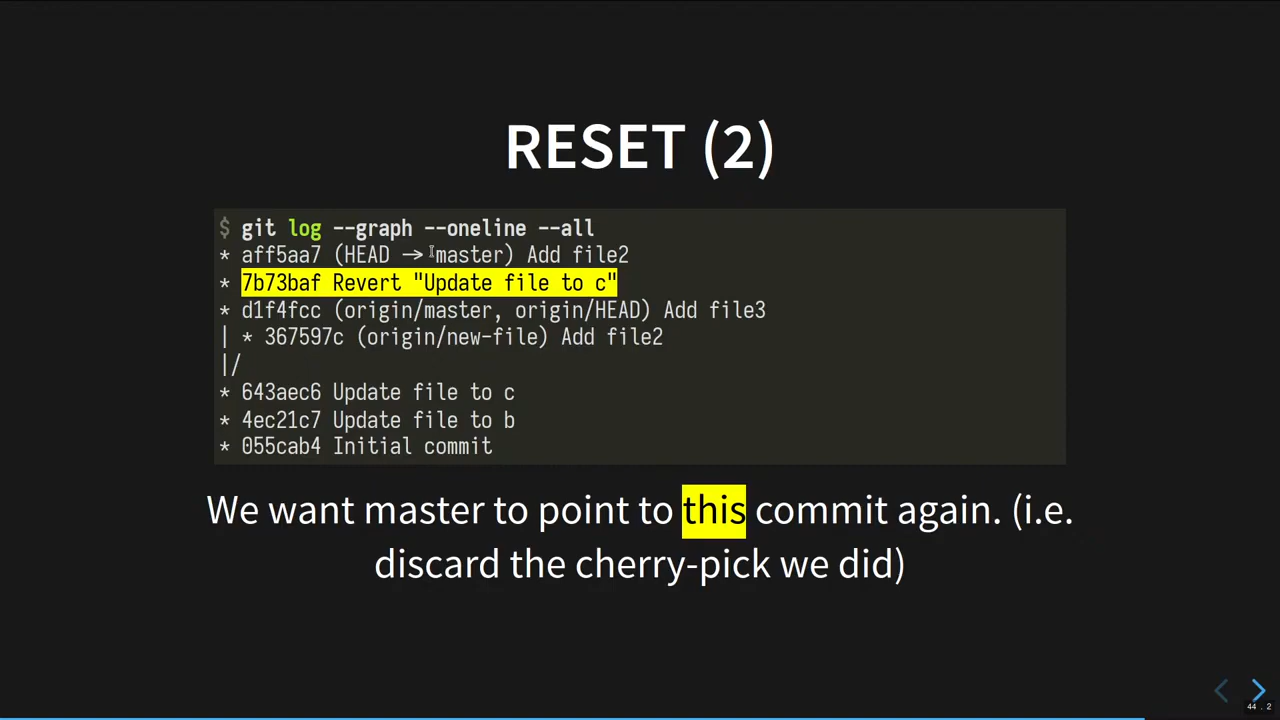 RESET (2)
$ git log --graph --oneline --all
* aff5aa7 (HEAD -> master) Add file2
* 7b73baf Revert "Update file to c"
* d1f4fcc (origin/master, origin/HEAD) Add file3
| * 367597c (origin/new-file) Add file2
|/
* 643aec6 Update file to c
* 4ec21c7 Update file to b
* 055cab4 Initial commit
We want master to point to this commit again. (i.e.
discard the cherry-pick we did)
44.2